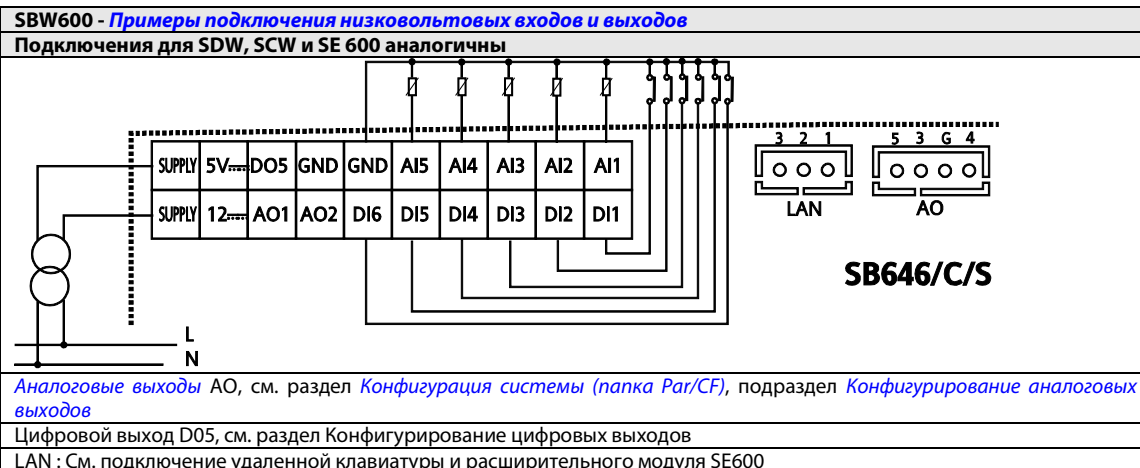 SBW600 - Примеры подключения низковольтовых входов и выходов
Подключения для SDW, SCW и SE 600 аналогичны
3 2 1
5 3 G 4
SUPPLY 5V DO5 GND GND AI5 AI4 AI3 AI2 AI1
SUPPLY 12 AO1 AO2 DI6 DI5 DI4 DI3 DI2 DI1
LAN
AO
SB646/C/S
L
N
Аналоговые выходы AO, см. раздел Конфигурация системы (папка Par/CF), подраздел Конфигурирование аналоговых
выходов
Цифровой выход D05, см. раздел Конфигурирование цифровых выходов
LAN : См. подключение удаленной клавиатуры и расширительного модуля SE600